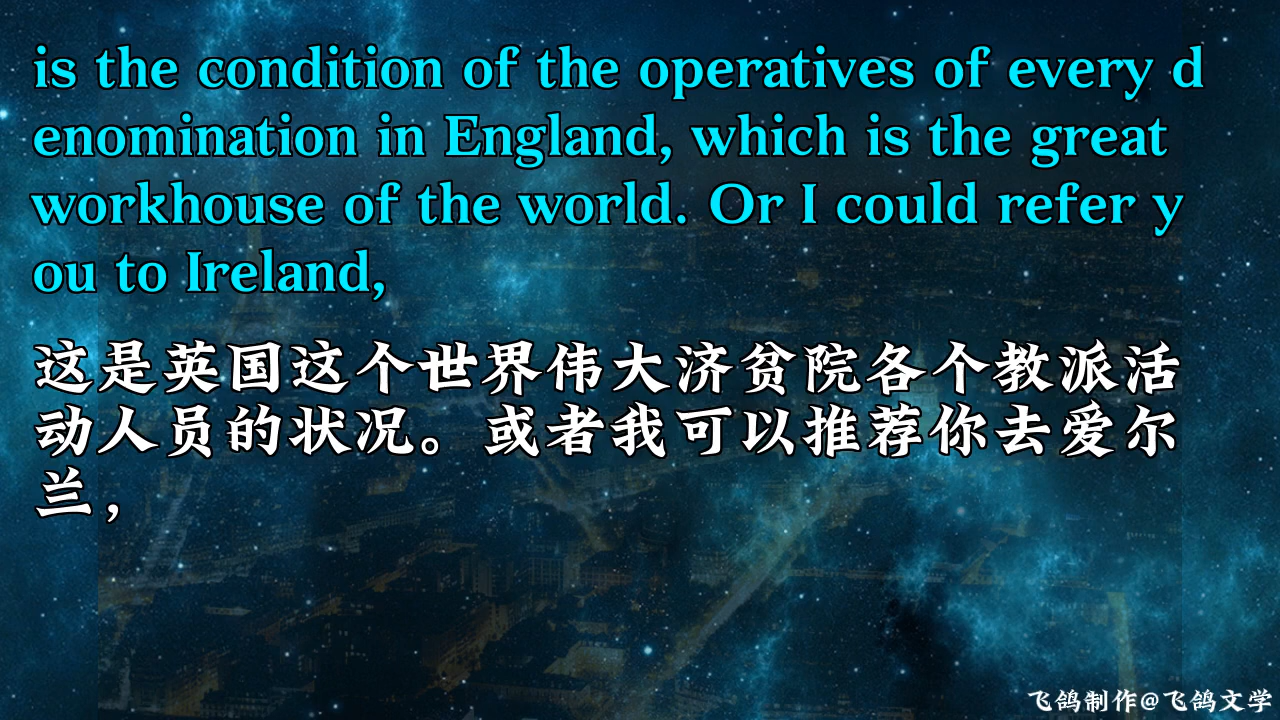 is the condition of the operatives of every d
enomination in England, which is the great
workhouse of the world. Or I could refer y
ou to Ireland,
这是英国这个世界伟大济贫院各个教派活
动人员的状况。或者我可以推荐你去爱尔
兰，
飞鸽制作@飞鸽文学